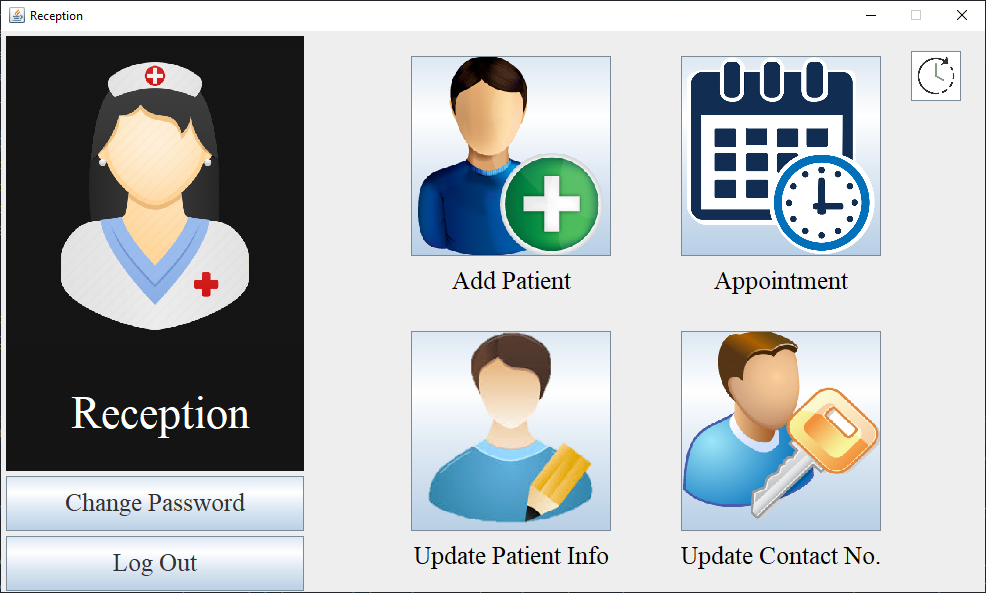 Reception
Add Patient
Appointment
Reception
Update Patient Info
Update Contact No.
Change Password
Log Out